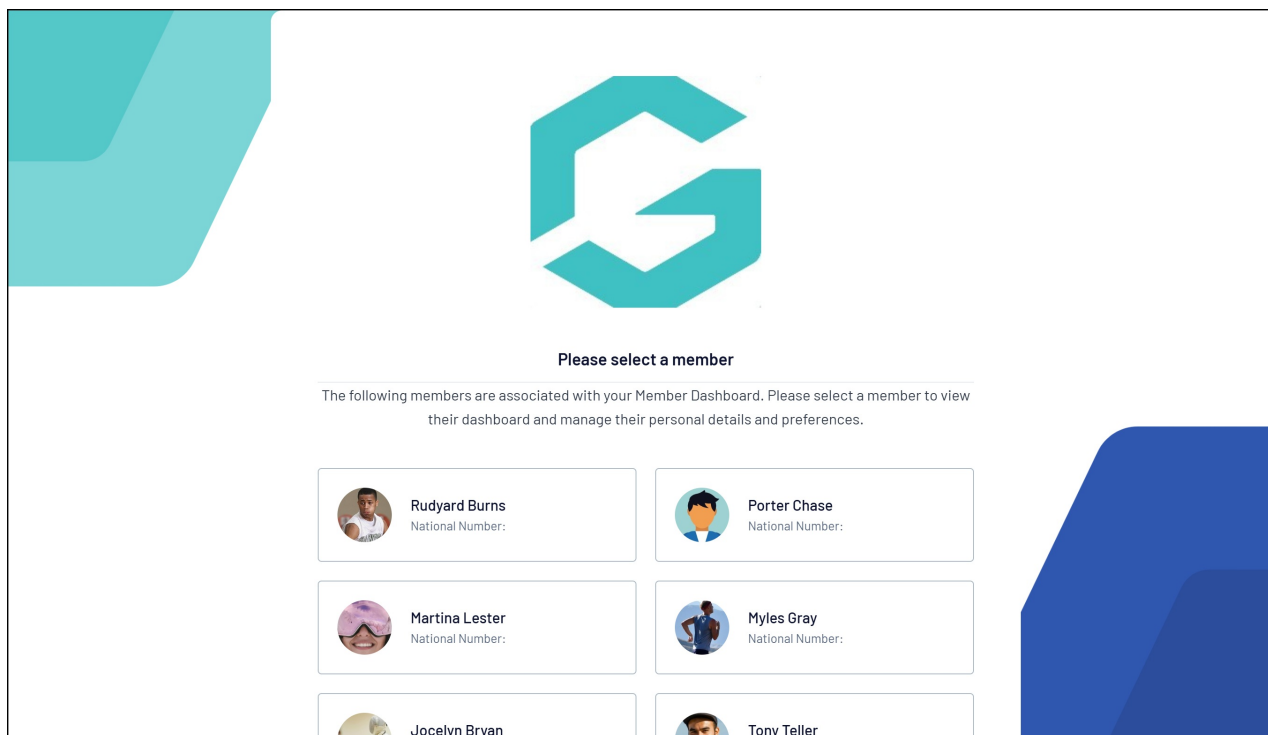 Please select a member
The following members are associated with your Member Dashboard. Please select a member to view
their dashboard and manage their personal details and preferences.
Rudyard Burns
National Number:
Porter Chase
National Number:
Martina Lester
National Number:
Myles Gray
National Number:
Jocelyn Bryan
Tony Teller